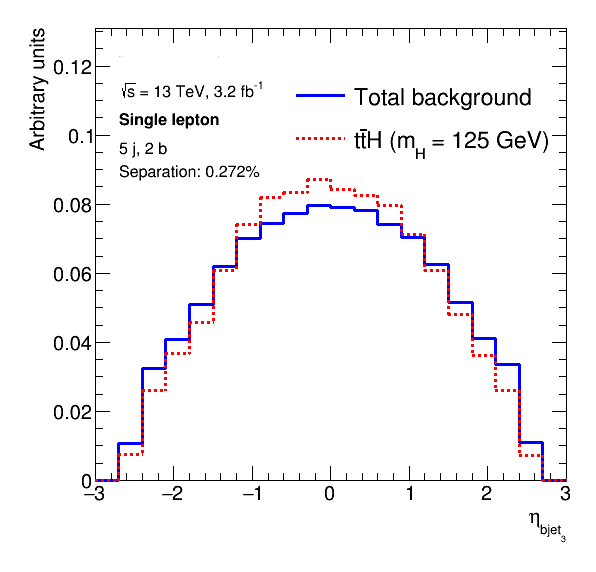 Arbitrary units
0.12
0.1
0.08
0.06
0.04
0.02
0
√s = 13 TeV, 3.2 fb⁻¹
Single lepton
5 j, 2 b
Separation: 0.272%
Total background
tt̄H (m_H = 125 GeV)
−3 −2 −1 0 1 2 3
η_bjet_3